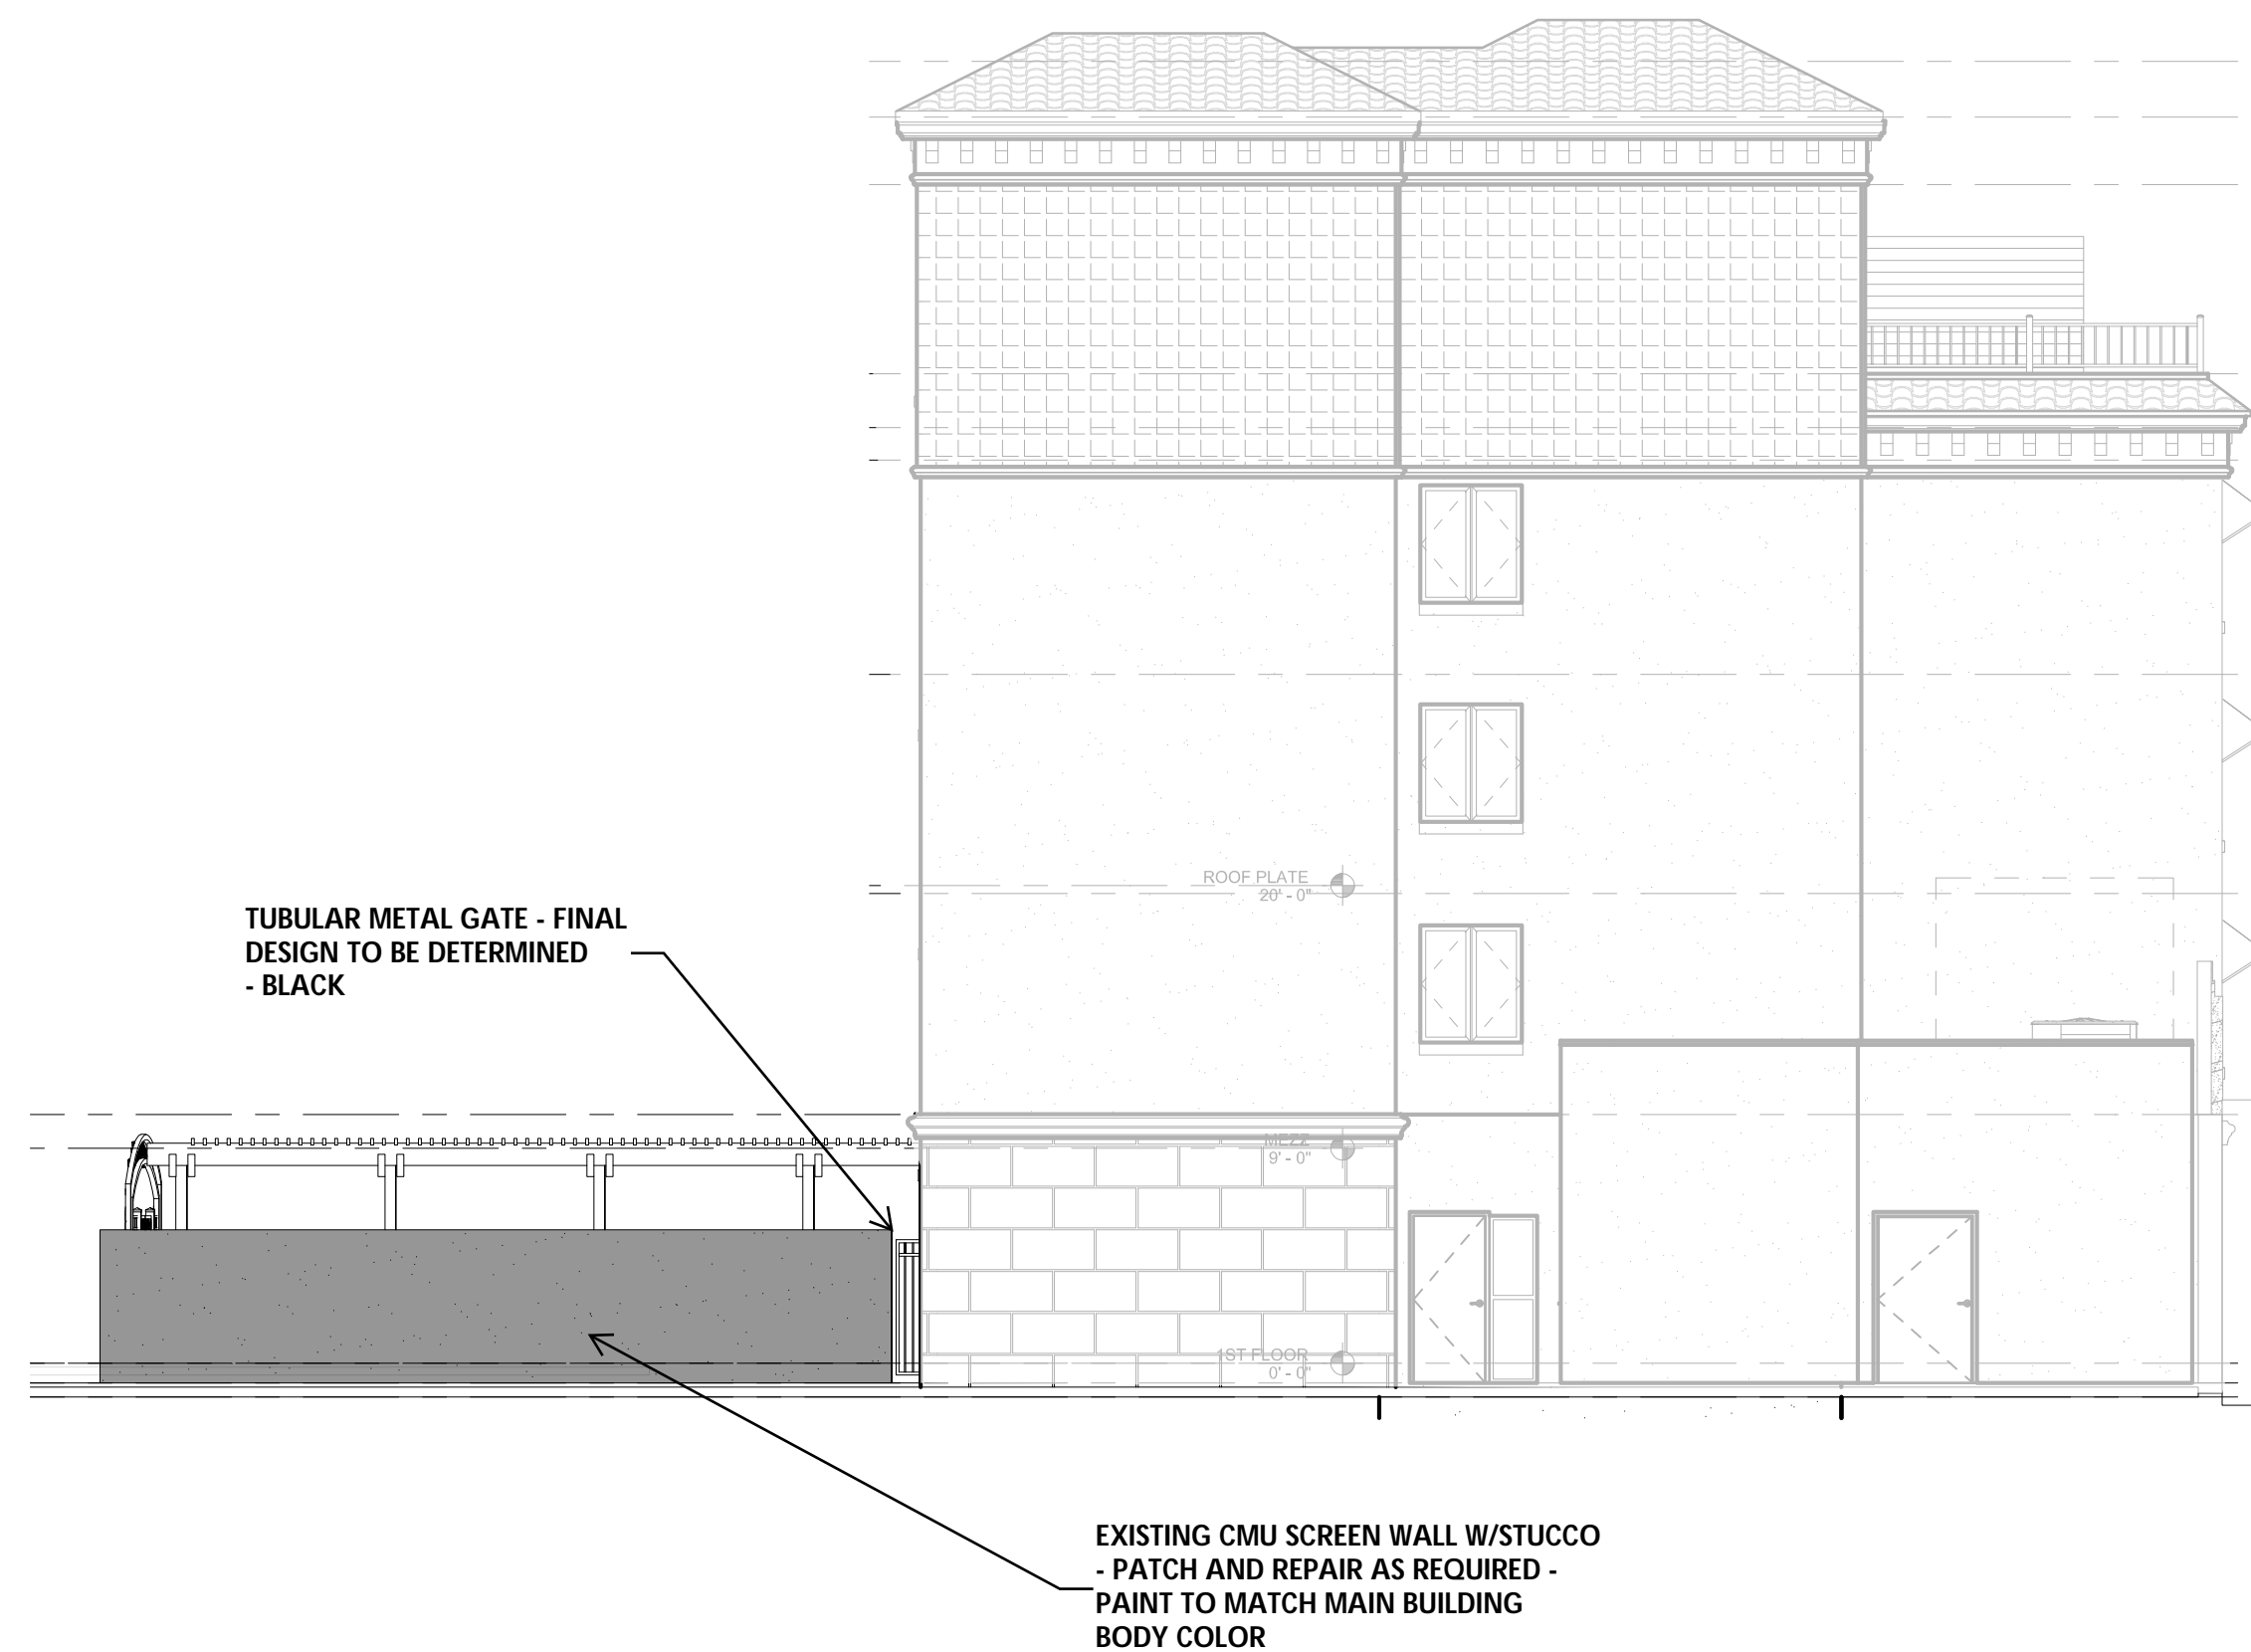 ROOF PLATE
20' - 0"
TUBULAR METAL GATE - FINAL
DESIGN TO BE DETERMINED
- BLACK
MEZZ
9' - 0"
1ST FLOOR
0' - 0"
EXISTING CMU SCREEN WALL W/STUCCO
- PATCH AND REPAIR AS REQUIRED -
PAINT TO MATCH MAIN BUILDING
BODY COLOR